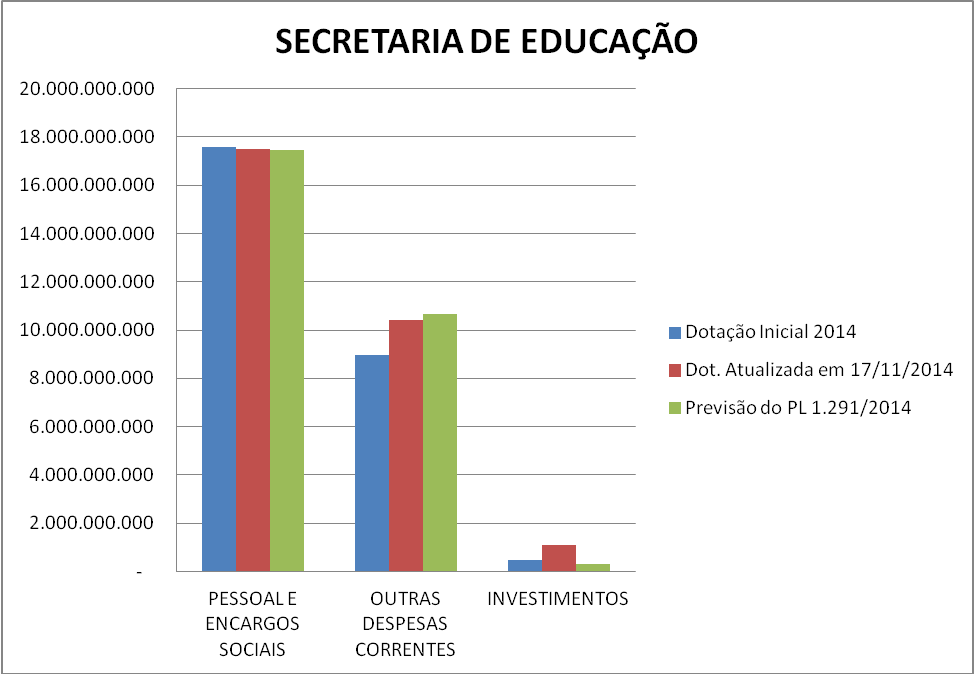 SECRETARIA DE EDUCAÇÃO
20.000.000.000
18.000.000.000
16.000.000.000
14.000.000.000
12.000.000.000
10.000.000.000
8.000.000.000
6.000.000.000
4.000.000.000
2.000.000.000
-
PESSOAL E
ENCARGOS
SOCIAIS
OUTRAS
DESPESAS
CORRENTES
INVESTIMENTOS
Dotação Inicial 2014
Dot. Atualizada em 17/11/2014
Previsão do PL 1.291/2014